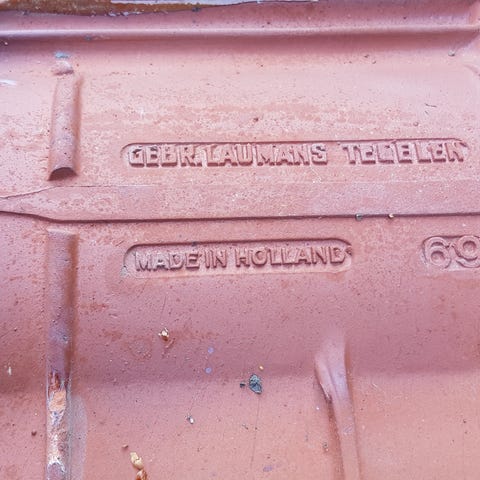 GEBR. LAUMANS TEGELEN
MADE IN HOLLAND
69